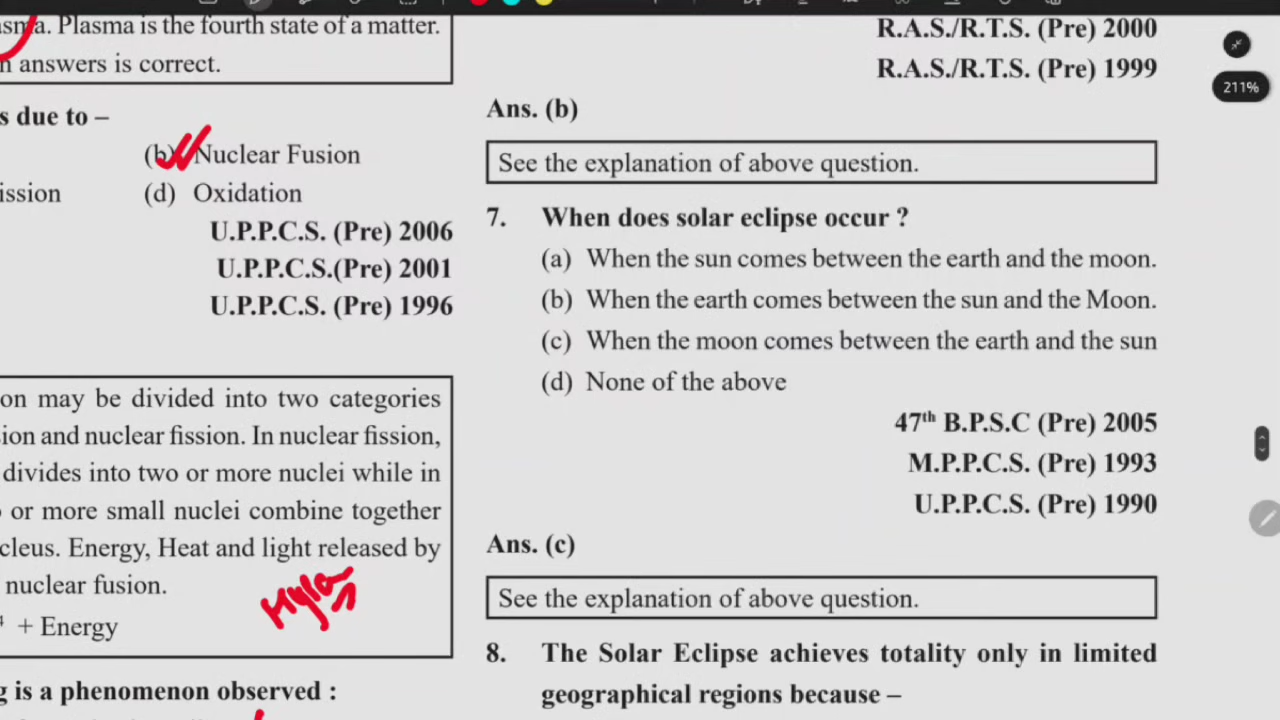 asma. Plasma is the fourth state of a matter.
n answers is correct.
s due to –
(b) Nuclear Fusion
ission (d) Oxidation
U.P.P.C.S. (Pre) 2006
U.P.P.C.S.(Pre) 2001
U.P.P.C.S. (Pre) 1996
on may be divided into two categories
ion and nuclear fission. In nuclear fission,
divides into two or more nuclei while in
or more small nuclei combine together
cleus. Energy, Heat and light released by
nuclear fusion.
+ Energy
g is a phenomenon observed :
R.A.S./R.T.S. (Pre) 2000
R.A.S./R.T.S. (Pre) 1999
Ans. (b)
See the explanation of above question.
7. When does solar eclipse occur ?
(a) When the sun comes between the earth and the moon.
(b) When the earth comes between the sun and the Moon.
(c) When the moon comes between the earth and the sun
(d) None of the above
47th B.P.S.C (Pre) 2005
M.P.P.C.S. (Pre) 1993
U.P.P.C.S. (Pre) 1990
Ans. (c)
See the explanation of above question.
8. The Solar Eclipse achieves totality only in limited
geographical regions because –
211%